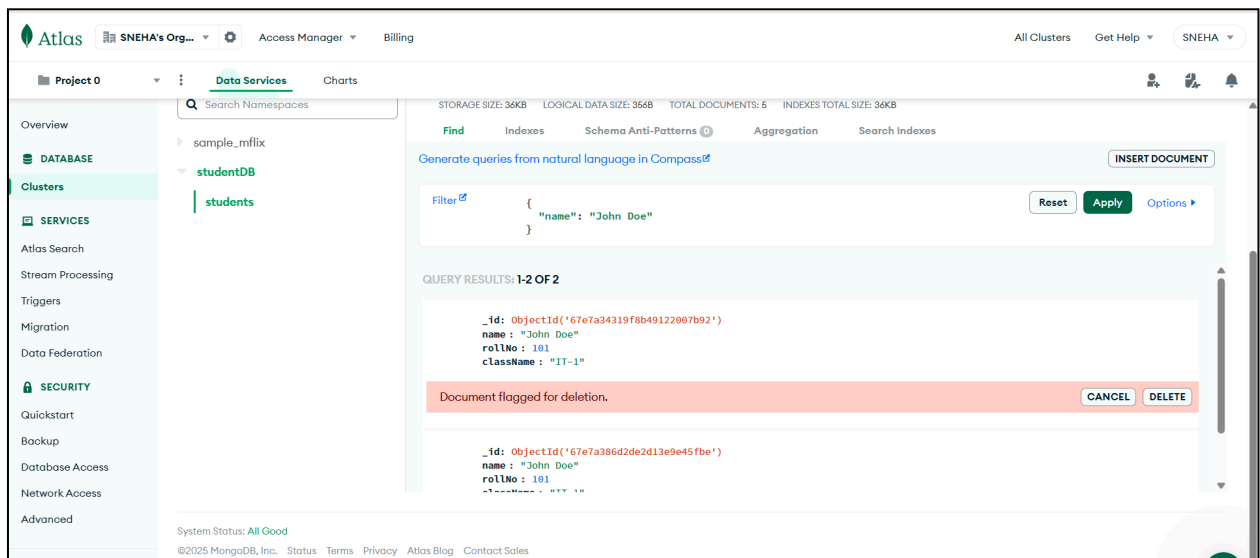 Atlas
SNEHA's Org...
Access Manager
Billing
All Clusters
Get Help
SNEHA
Project 0
Data Services
Charts
Overview
DATABASE
Clusters
SERVICES
Atlas Search
Stream Processing
Triggers
Migration
Data Federation
SECURITY
Quickstart
Backup
Database Access
Network Access
Advanced
Search Namespaces
sample_mflix
studentDB
students
STORAGE SIZE: 36KB LOGICAL DATA SIZE: 356B TOTAL DOCUMENTS: 5 INDEXES TOTAL SIZE: 36KB
Find Indexes Schema Anti-Patterns 0 Aggregation Search Indexes
Generate queries from natural language in Compass
INSERT DOCUMENT
Filter
{
"name": "John Doe"
}
Reset
Apply
Options
QUERY RESULTS: 1-2 OF 2
_id: ObjectId('67e7a34319f8b49122007b92')
name : "John Doe"
rollNo : 101
className : "IT-1"
Document flagged for deletion.
CANCEL
DELETE
_id: ObjectId('67e7a386d2de2d13e9e45fbe')
name : "John Doe"
rollNo : 101
className : "IT-1"
System Status: All Good
©2025 MongoDB, Inc. Status Terms Privacy Atlas Blog Contact Sales